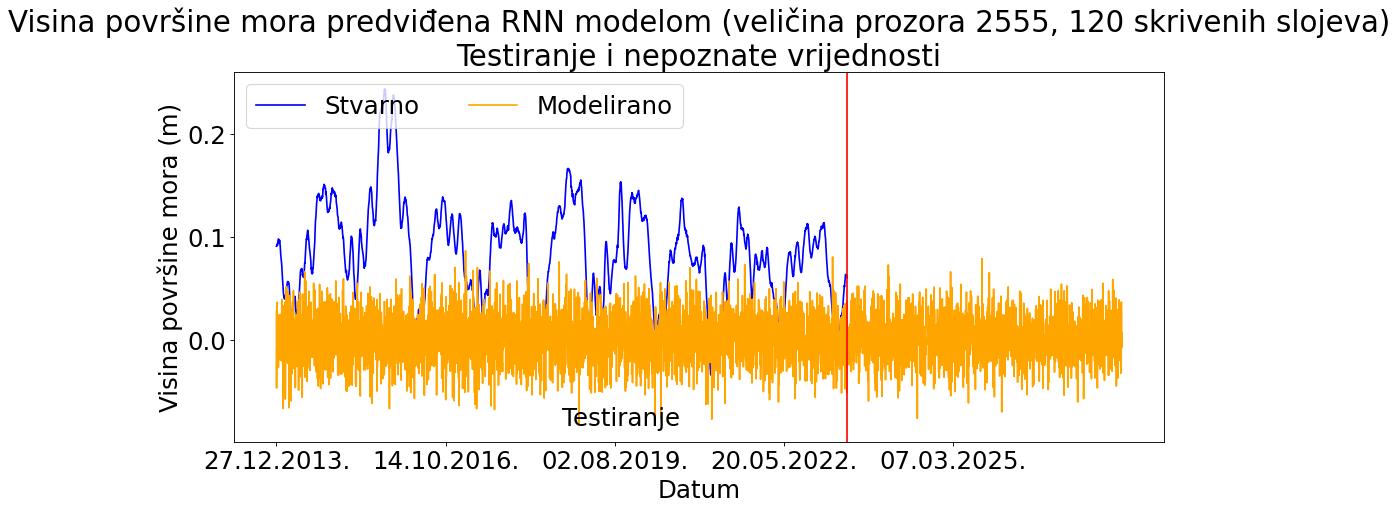 Visina površine mora predviđena RNN modelom (veličina prozora 2555, 120 skrivenih slojeva)
Testiranje i nepoznate vrijednosti
Stvarno Modelirano
Visina površine mora (m)
0.2
0.1
0.0
Testiranje
27.12.2013. 14.10.2016. 02.08.2019. 20.05.2022. 07.03.2025.
Datum